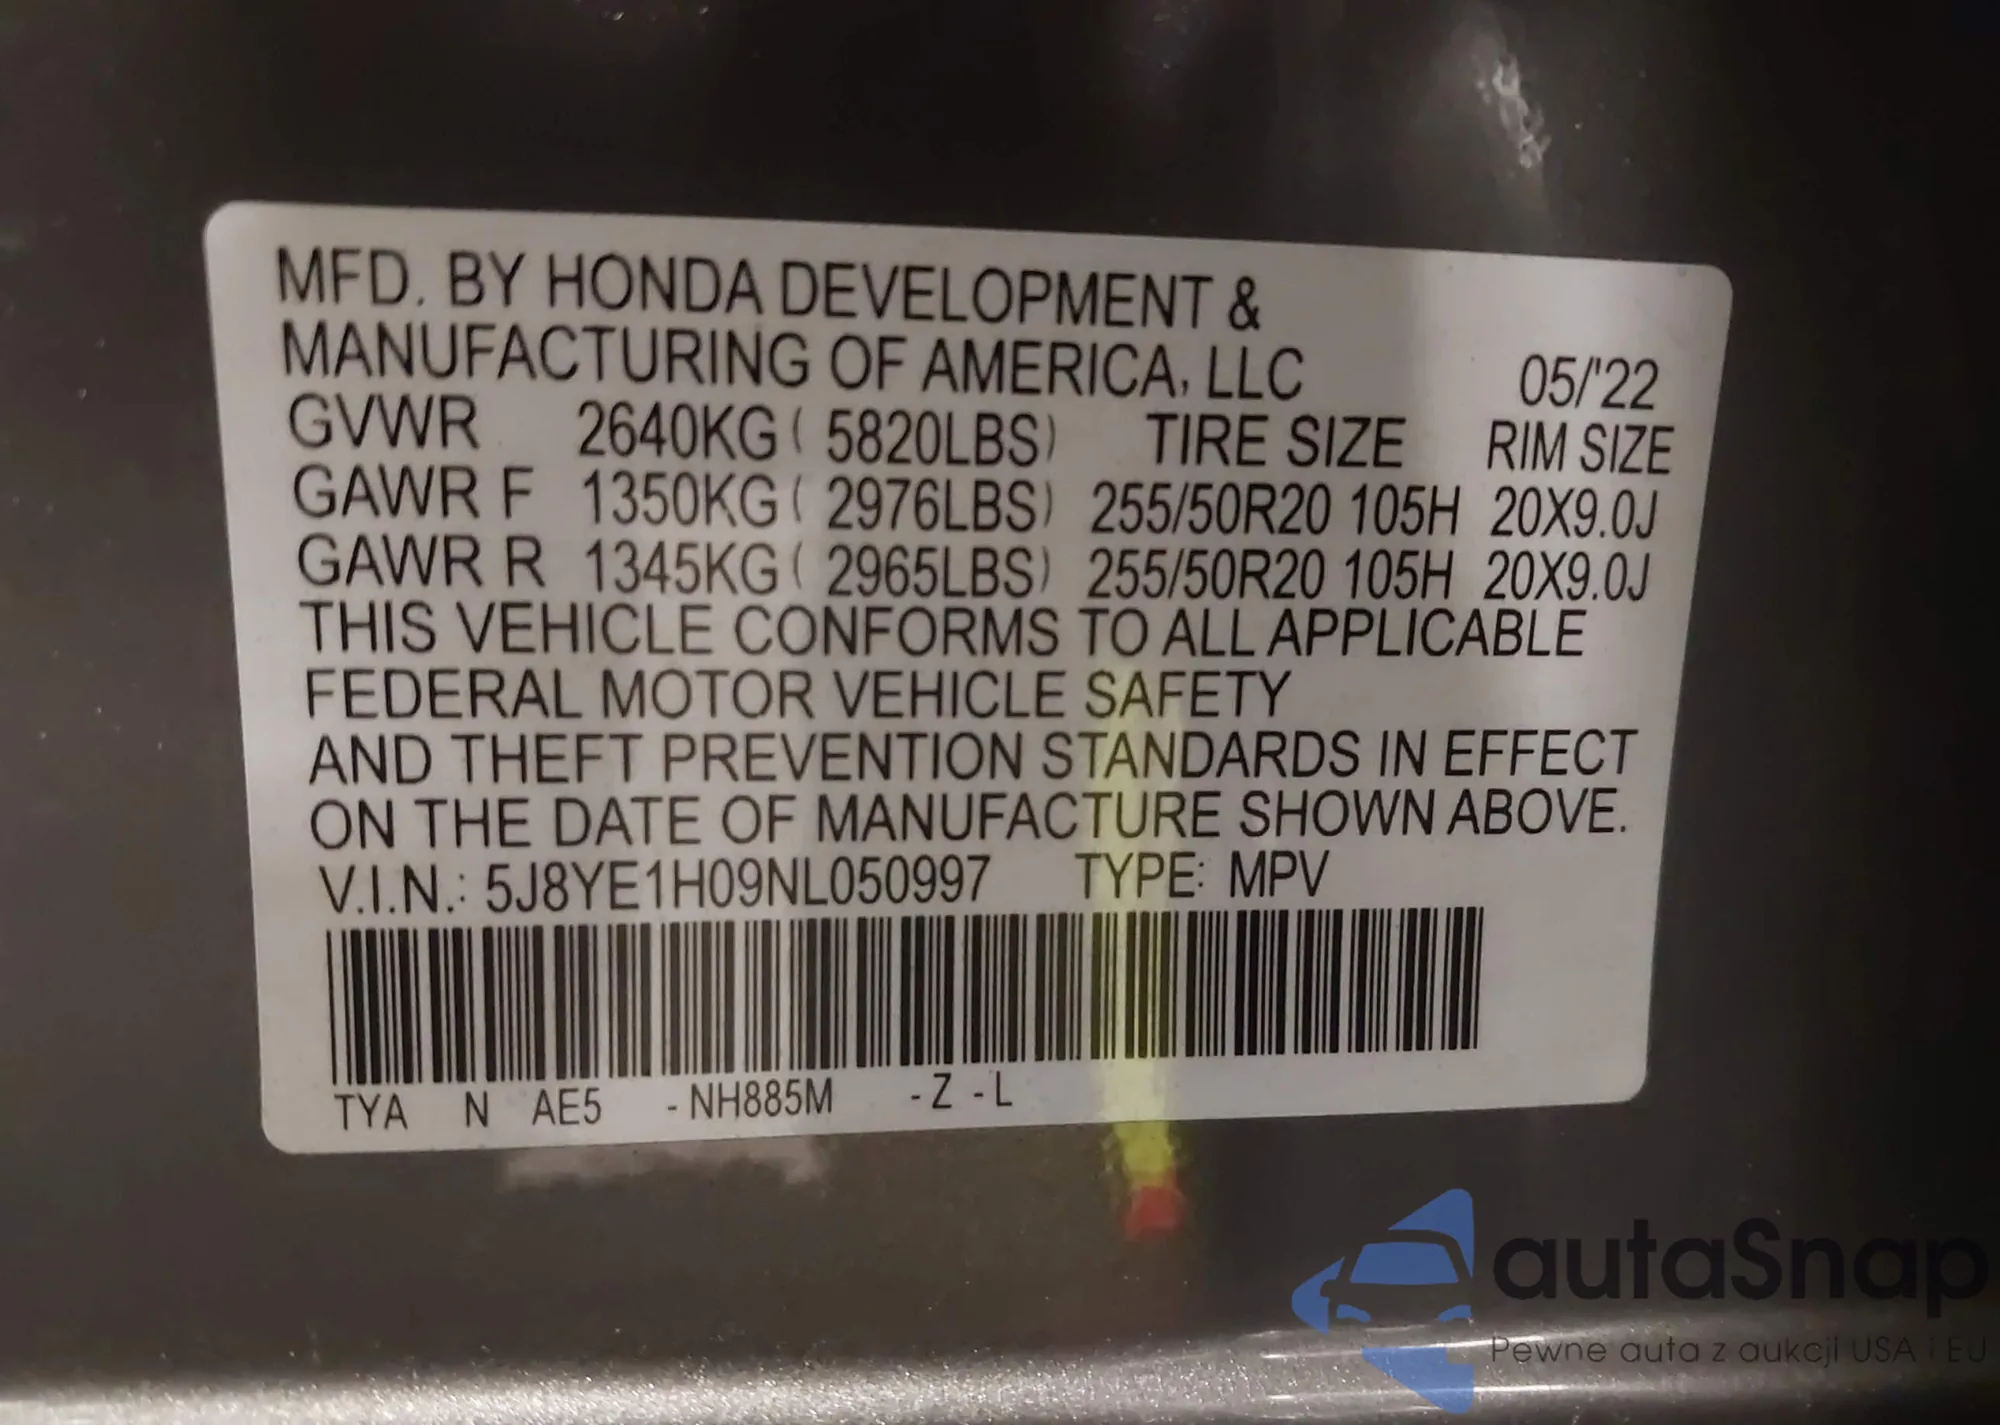 MFD. BY HONDA DEVELOPMENT &
MANUFACTURING OF AMERICA, LLC 05/'22
GVWR 2640KG ( 5820LBS) TIRE SIZE RIM SIZE
GAWR F 1350KG ( 2976LBS) 255/50R20 105H 20X9.0J
GAWR R 1345KG ( 2965LBS) 255/50R20 105H 20X9.0J
THIS VEHICLE CONFORMS TO ALL APPLICABLE
FEDERAL MOTOR VEHICLE SAFETY
AND THEFT PREVENTION STANDARDS IN EFFECT
ON THE DATE OF MANUFACTURE SHOWN ABOVE.
V.I.N.: 5J8YE1H09NL050997 TYPE: MPV
TYA N AE5 -NH885M -Z -L
autaSnap
Pewne auta z aukcji USA i EU